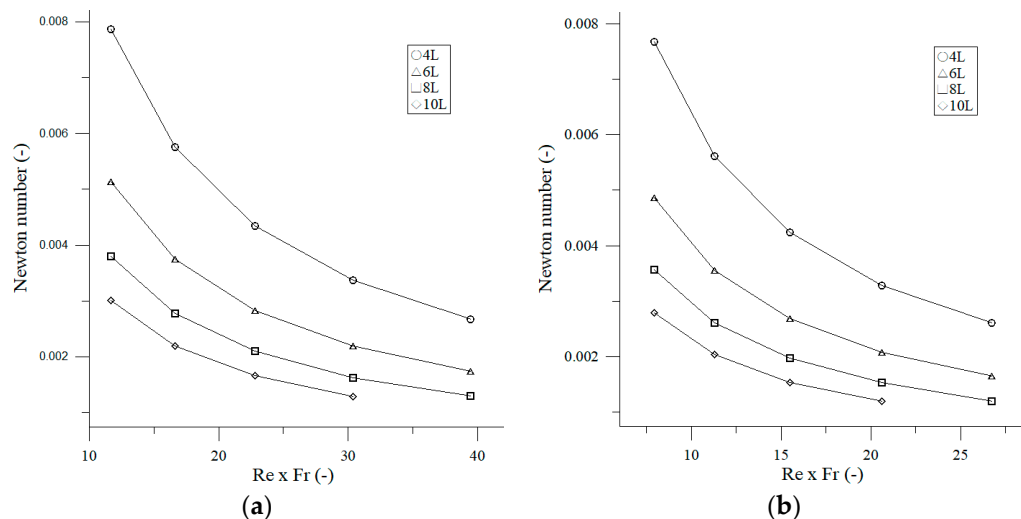 0.008
0.006
0.004
0.002
Newton number (-)
4L
6L
8L
10L
10
20
30
40
Re x Fr (-)
(a)
0.008
0.006
0.004
0.002
Newton number (-)
4L
6L
8L
10L
10
15
20
25
Re x Fr (-)
(b)